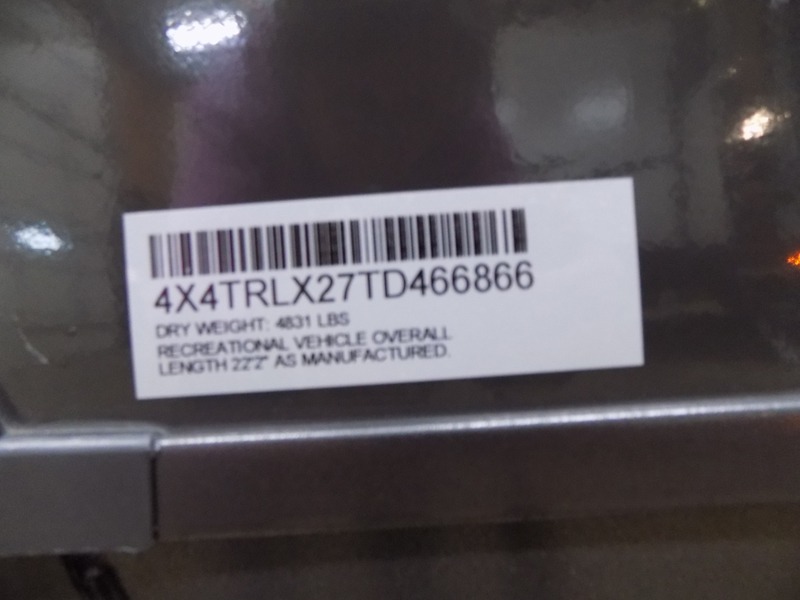 4X4TRLX27TD466866
DRY WEIGHT: 4831 LBS
RECREATIONAL VEHICLE OVERALL
LENGTH 22'2" AS MANUFACTURED.